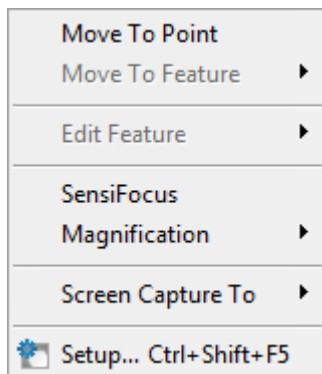 Move To Point
Move To Feature
Edit Feature
SensiFocus
Magnification
Screen Capture To
Setup... Ctrl+Shift+F5